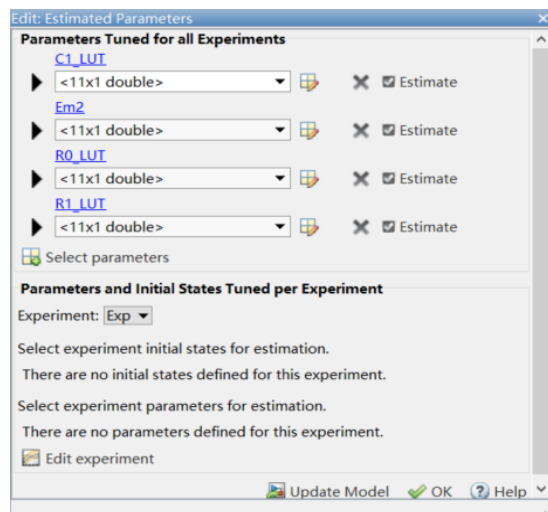 Edit: Estimated Parameters
Parameters Tuned for all Experiments
C1_LUT
<11x1 double>
Estimate
Em2
<11x1 double>
Estimate
R0_LUT
<11x1 double>
Estimate
R1_LUT
<11x1 double>
Estimate
Select parameters
Parameters and Initial States Tuned per Experiment
Experiment: Exp
Select experiment initial states for estimation.
There are no initial states defined for this experiment.
Select experiment parameters for estimation.
There are no parameters defined for this experiment.
Edit experiment
Update Model OK Help